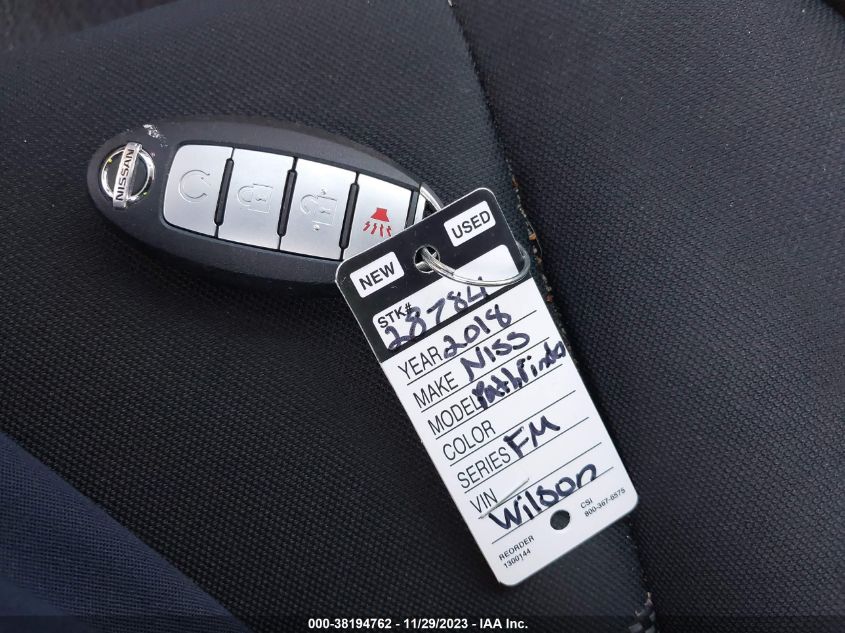 NISSAN
NEW USED
STK# 28784
YEAR 2018
MAKE NISS
MODEL Pathfinder
COLOR
SERIES FM
VIN
Wilson
REORDER
1300144
CSI
800-367-6575
000-38194762 - 11/29/2023 - IAA Inc.